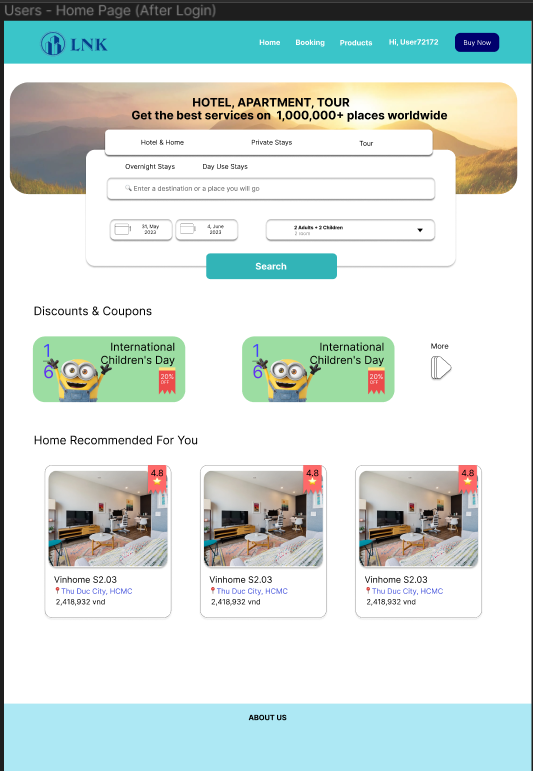 Users - Home Page (After Login)
LNK
Home Booking Products Hi, User72172 Buy Now
HOTEL, APARTMENT, TOUR
Get the best services on 1,000,000+ places worldwide
Hotel & Home Private Stays Tour
Overnight Stays Day Use Stays
Enter a destination or a place you will go
31, May
2023
4, June
2023
2 Adults + 2 Children
2 room
Search
Discounts & Coupons
1
6
International
Children's Day
20%
OFF
1
6
International
Children's Day
20%
OFF
More
Home Recommended For You
4.8
Vinhome S2.03
Thu Duc City, HCMC
2,418,932 vnd
4.8
Vinhome S2.03
Thu Duc City, HCMC
2,418,932 vnd
4.8
Vinhome S2.03
Thu Duc City, HCMC
2,418,932 vnd
ABOUT US